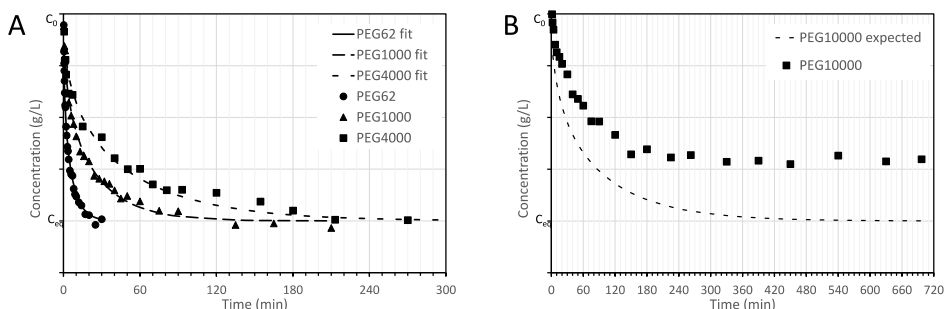 A
C₀
PEG62 fit
PEG1000 fit
PEG4000 fit
PEG62
PEG1000
PEG4000
Concentration (g/L)
Ceq
0 60 120 180 240 300
Time (min)
B
C₀
PEG10000 expected
PEG10000
Concentration (g/L)
Ceq
0 60 120 180 240 300 360 420 480 540 600 660 720
Time (min)